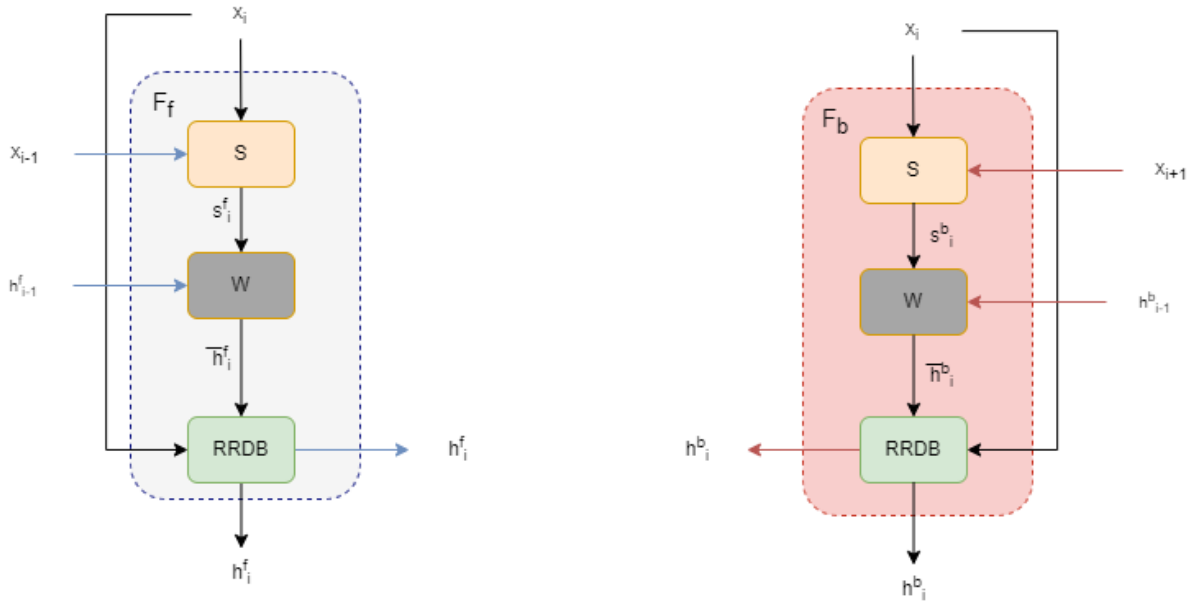 x_i
F_f
x_{i-1}
S
s^f_i
h^f_{i-1}
W
h̅^f_i
RRDB
h^f_i
h^f_i
x_i
F_b
S
x_{i+1}
s^b_i
W
h^b_{i-1}
h̅^b_i
h^b_i
RRDB
h^b_i